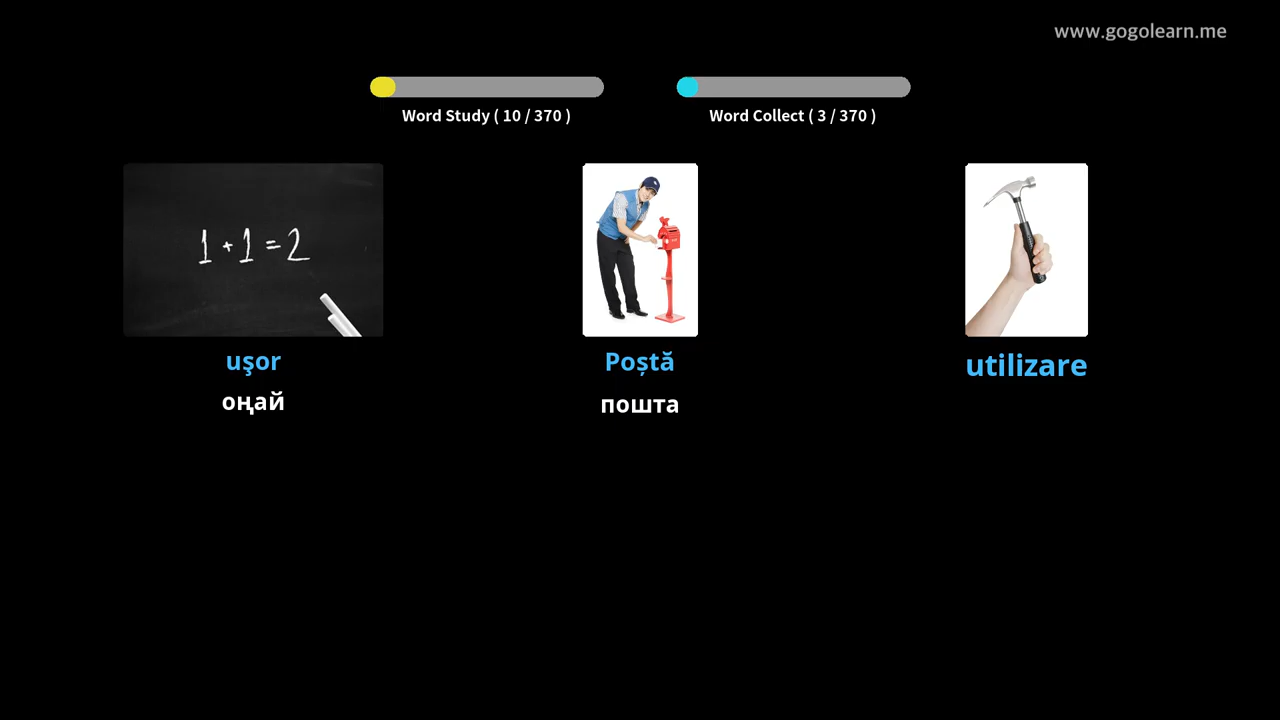 www.gogolearn.me
Word Study ( 10 / 370 )
Word Collect ( 3 / 370 )
1 + 1 = 2
uşor
Poștă
utilizare
оңай
пошта